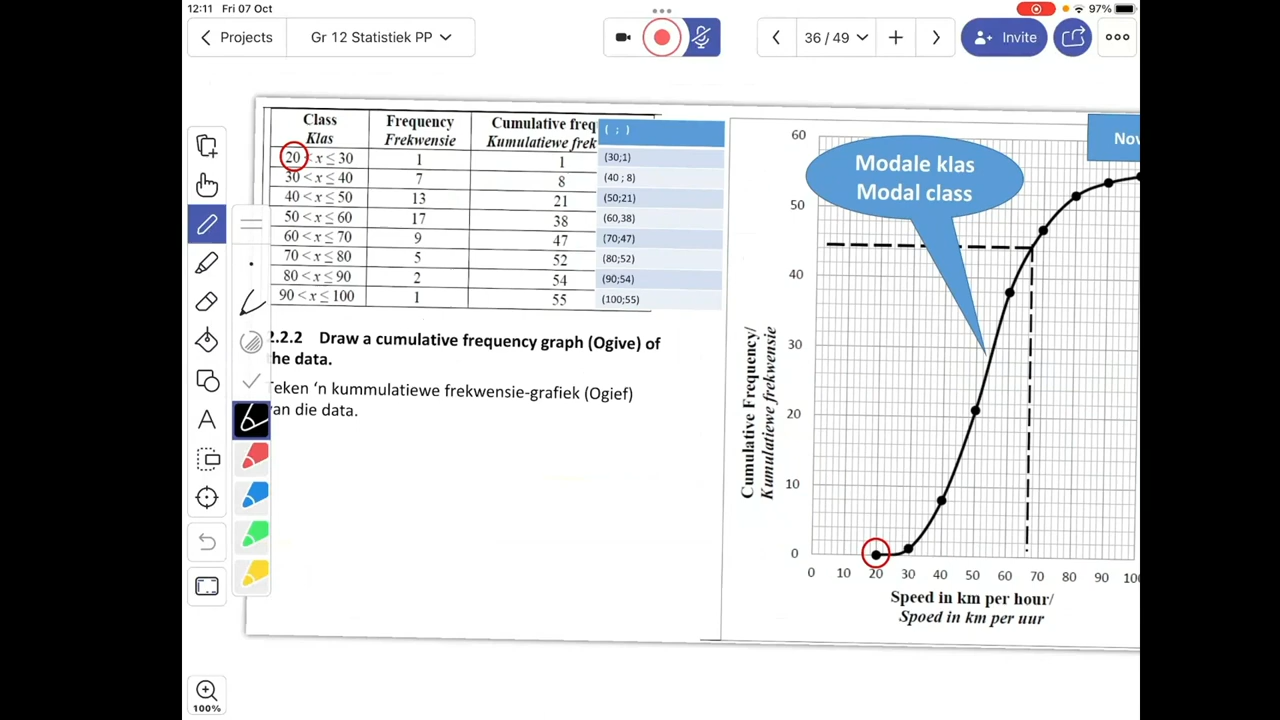 12:11 Fri 07 Oct
97%
Projects
Gr 12 Statistiek PP
36 / 49
Invite
Class Frequency Cumulative freq
Klas Frekwensie Kumulatiewe frek
( ; )
20 < x ≤ 30 1 1 (30;1)
30 < x ≤ 40 7 8 (40 ; 8)
40 < x ≤ 50 13 21 (50;21)
50 < x ≤ 60 17 38 (60,38)
60 < x ≤ 70 9 47 (70;47)
70 < x ≤ 80 5 52 (80;52)
80 < x ≤ 90 2 54 (90;54)
90 < x ≤ 100 1 55 (100;55)
2.2.2 Draw a cumulative frequency graph (Ogive) of
the data.
Teken ‘n kummulatiewe frekwensie-grafiek (Ogief)
van die data.
Nov
Modale klas
Modal class
60
50
40
30
20
10
0
Cumulative Frequency/
Kumulatiewe frekwensie
0 10 20 30 40 50 60 70 80 90 100
Speed in km per hour/
Spoed in km per uur
A
100%